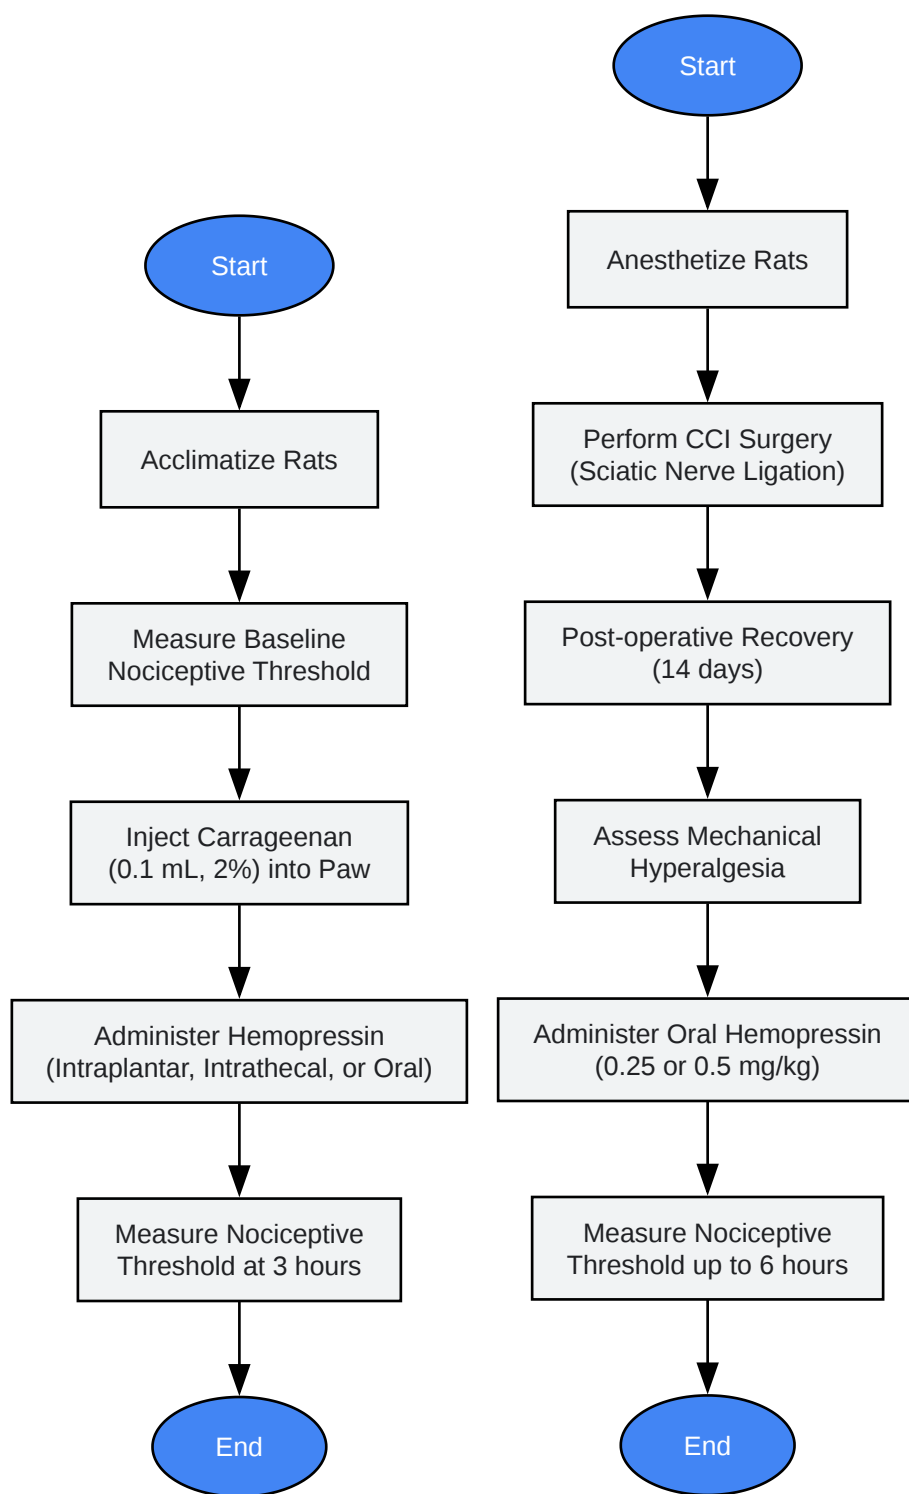 Start
Acclimatize Rats
Measure Baseline
Nociceptive Threshold
Inject Carrageenan
(0.1 mL, 2%) into Paw
Administer Hemopressin
(Intraplantar, Intrathecal, or Oral)
Measure Nociceptive
Threshold at 3 hours
End
Start
Anesthetize Rats
Perform CCI Surgery
(Sciatic Nerve Ligation)
Post-operative Recovery
(14 days)
Assess Mechanical
Hyperalgesia
Administer Oral Hemopressin
(0.25 or 0.5 mg/kg)
Measure Nociceptive
Threshold up to 6 hours
End